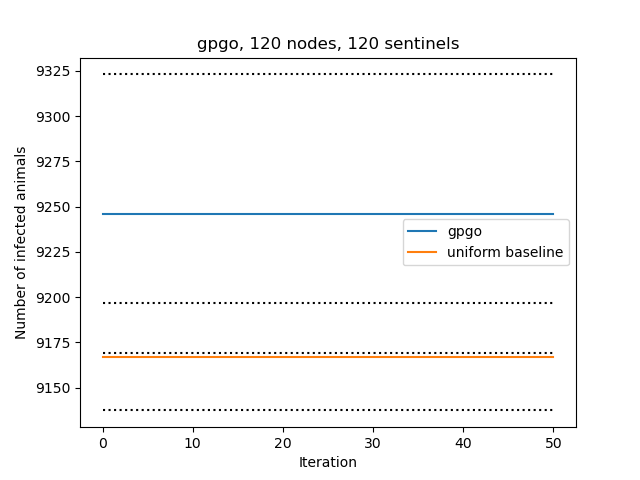 gpgo, 120 nodes, 120 sentinels
9325
9300
9275
9250
9225
9200
9175
9150
Number of infected animals
gpgo
uniform baseline
0 10 20 30 40 50
Iteration